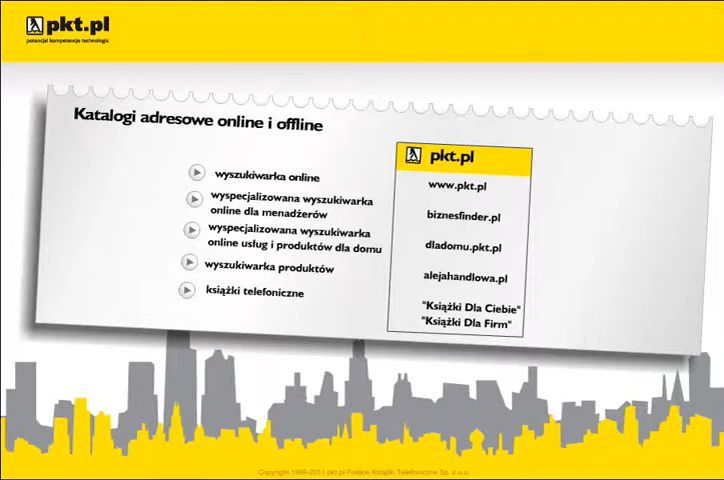 pkt.pl
potencjał kompetencje technologia
Katalogi adresowe online i offline
wyszukiwarka online
wyspecjalizowana wyszukiwarka
online dla menadżerów
wyspecjalizowana wyszukiwarka
online usług i produktów dla domu
wyszukiwarka produktów
książki telefoniczne
pkt.pl
www.pkt.pl
biznesfinder.pl
dladomu.pkt.pl
alejahandlowa.pl
"Książki Dla Ciebie"
"Książki Dla Firm"
Copyright 1999-2011 pkt.pl Polskie Książki Telefoniczne Sp. z o.o.